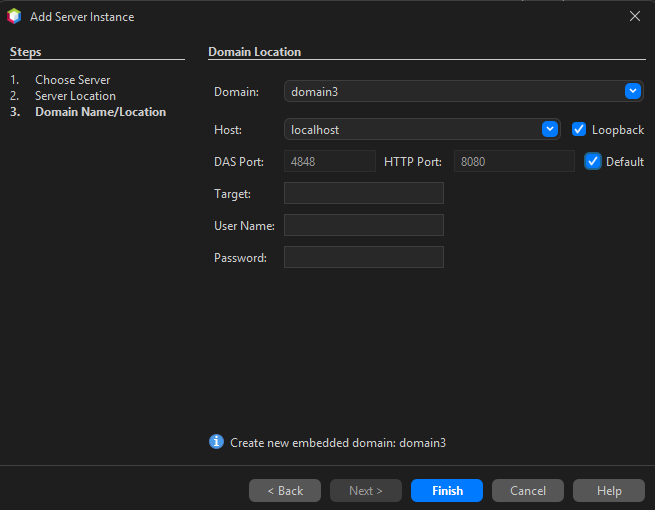 Add Server Instance
Steps
1. Choose Server
2. Server Location
3. Domain Name/Location
Domain Location
Domain: domain3
Host: localhost Loopback
DAS Port: 4848 HTTP Port: 8080 Default
Target:
User Name:
Password:
Create new embedded domain: domain3
< Back Next > Finish Cancel Help